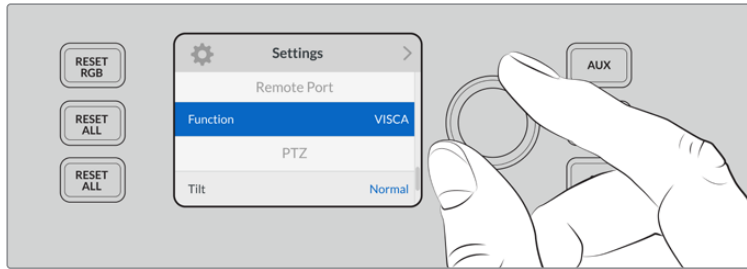 RESET
RGB
RESET
ALL
RESET
ALL
Settings
Remote Port
Function VISCA
PTZ
Tilt Normal
AUX